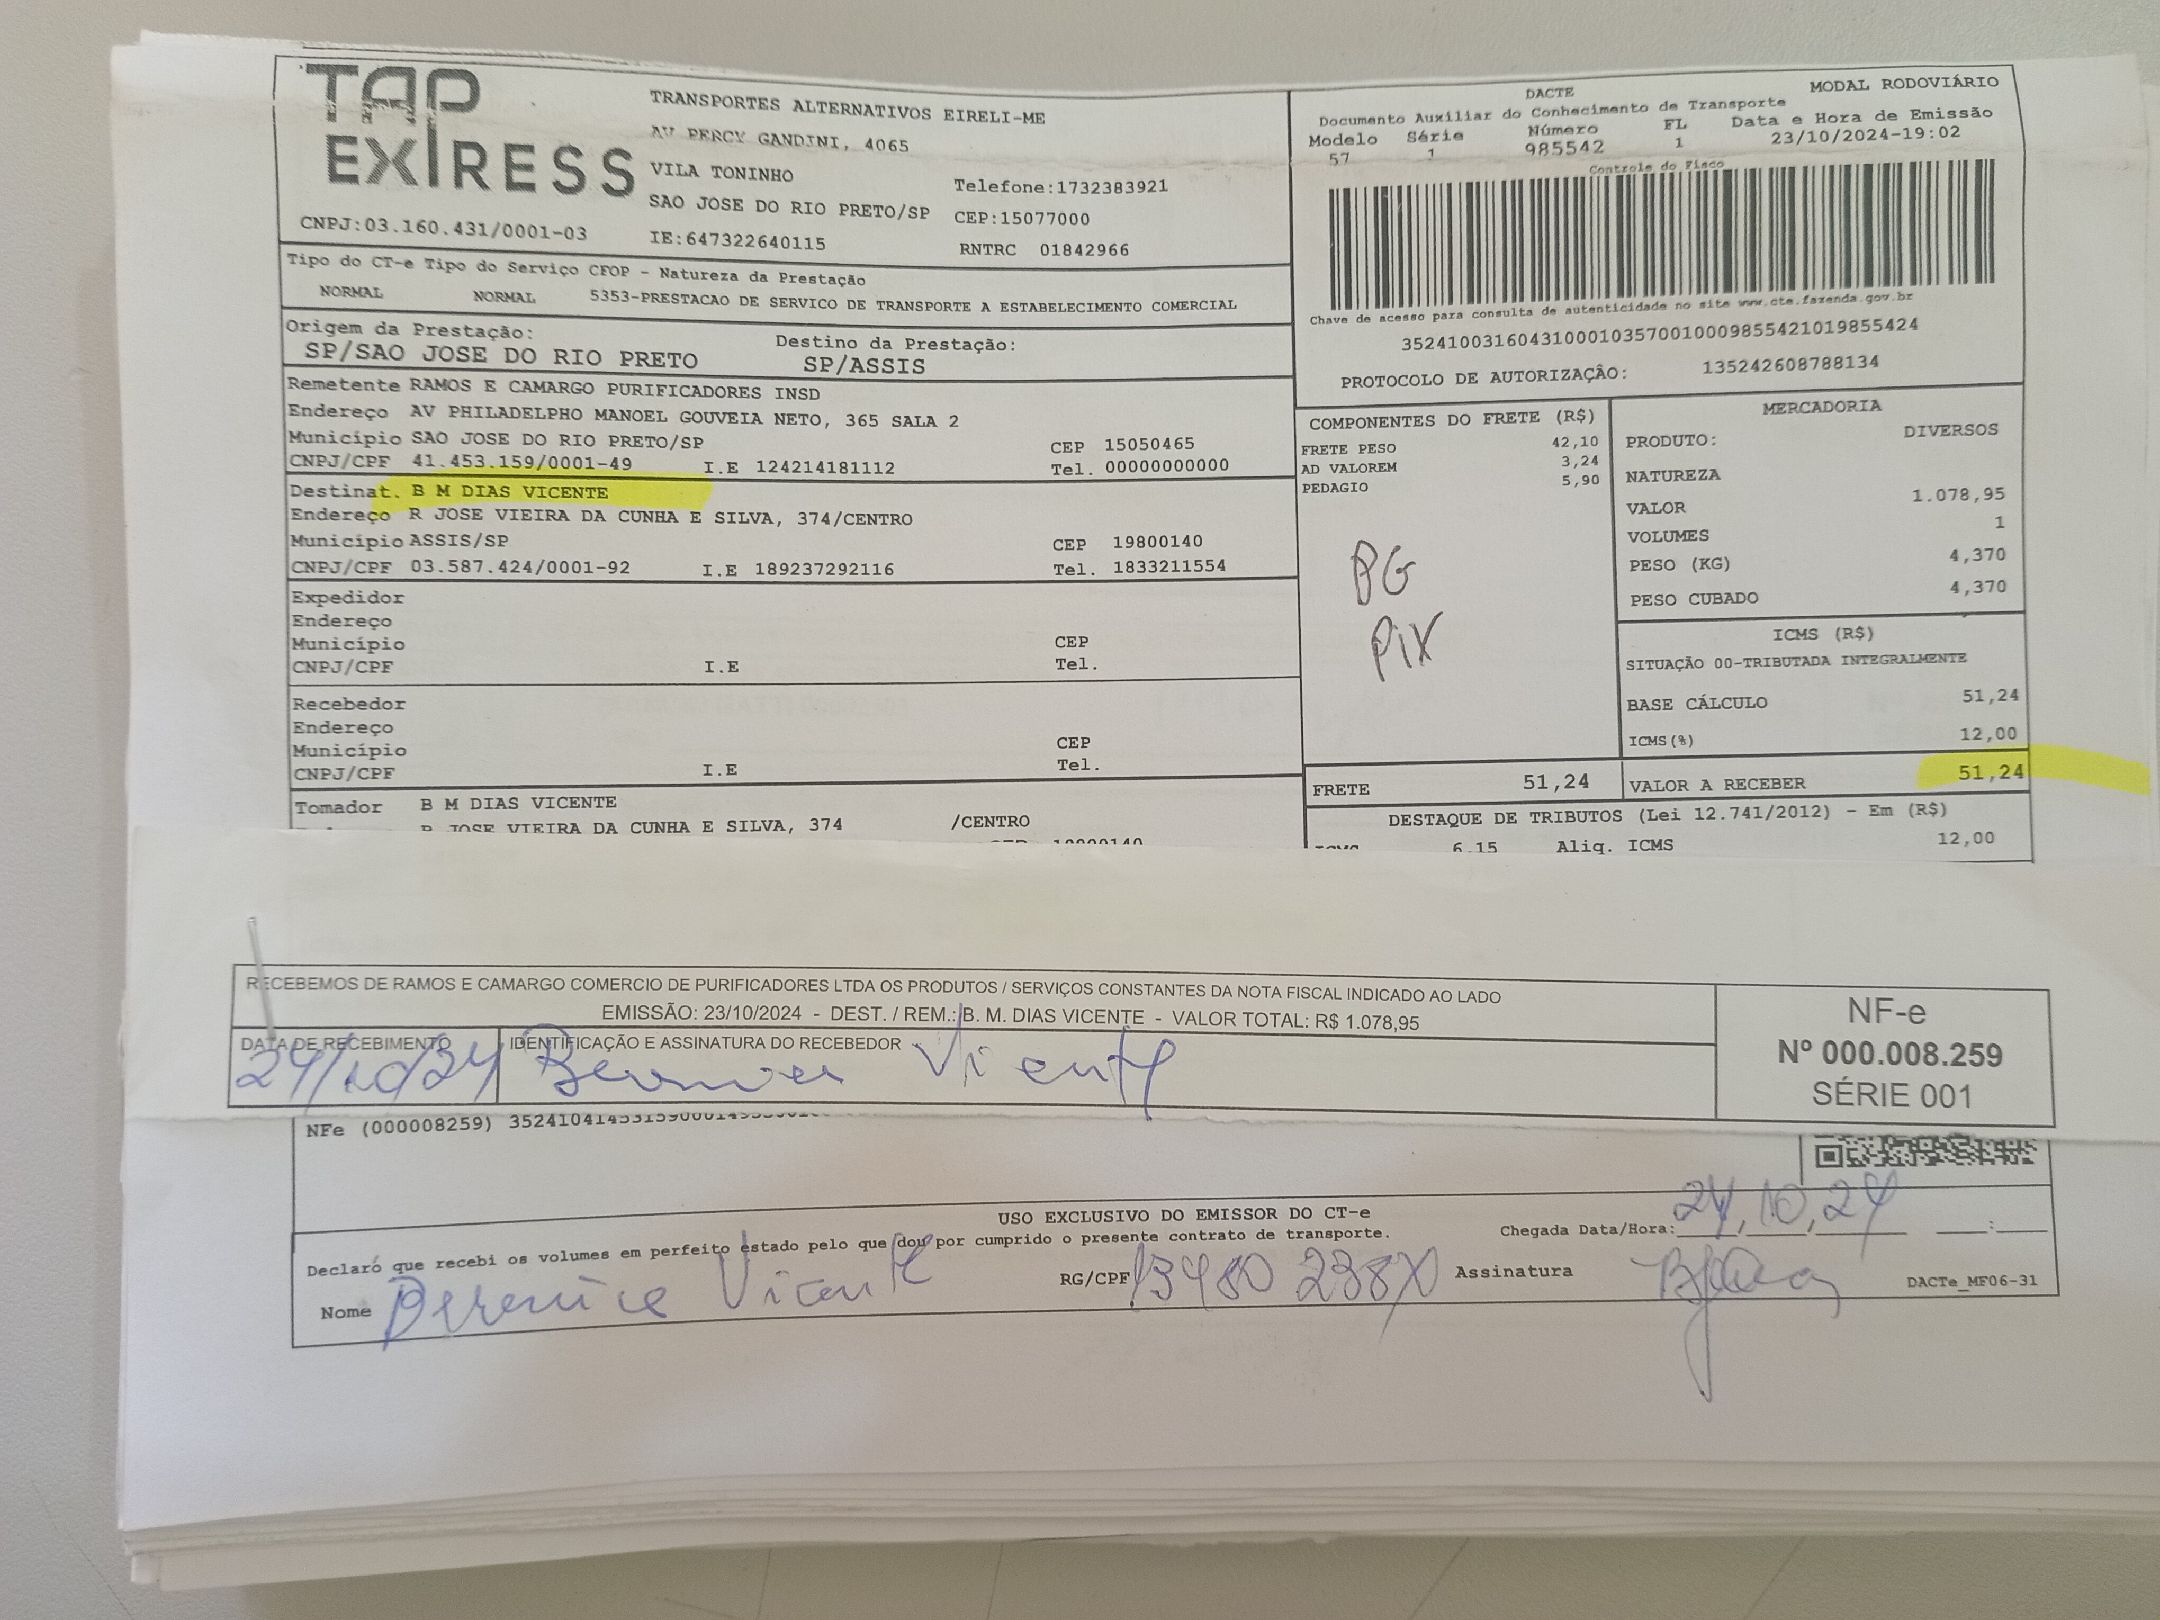 TAP
EXPRESS
CNPJ:03.160.431/0001-03
TRANSPORTES ALTERNATIVOS EIRELI-ME
AV PERCY GANDINI, 4065
VILA TONINHO
SAO JOSE DO RIO PRETO/SP
IE:647322640115
Telefone:1732383921
CEP:15077000
RNTRC 01842966
DACTE
MODAL RODOVIÁRIO
Documento Auxiliar do Conhecimento de Transporte
Modelo Série Número FL Data e Hora de Emissão
57 1 985542 1 23/10/2024-19:02
Controle do Fisco
Chave de acesso para consulta de autenticidade no site www.cte.fazenda.gov.br
35241003160431000103570010009855421019855424
PROTOCOLO DE AUTORIZAÇÃO: 135242608788134
Tipo do CT-e Tipo do Serviço CFOP - Natureza da Prestação
NORMAL NORMAL 5353-PRESTACAO DE SERVICO DE TRANSPORTE A ESTABELECIMENTO COMERCIAL
Origem da Prestação: Destino da Prestação:
SP/SAO JOSE DO RIO PRETO SP/ASSIS
Remetente RAMOS E CAMARGO PURIFICADORES INSD
Endereço AV PHILADELPHO MANOEL GOUVEIA NETO, 365 SALA 2
Município SAO JOSE DO RIO PRETO/SP CEP 15050465
CNPJ/CPF 41.453.159/0001-49 I.E 124214181112 Tel. 00000000000
Destinat. B M DIAS VICENTE
Endereço R JOSE VIEIRA DA CUNHA E SILVA, 374/CENTRO
Município ASSIS/SP CEP 19800140
CNPJ/CPF 03.587.424/0001-92 I.E 189237292116 Tel. 1833211554
Expedidor
Endereço
Município CEP
CNPJ/CPF I.E Tel.
Recebedor
Endereço
Município CEP
CNPJ/CPF I.E Tel.
Tomador B M DIAS VICENTE
R JOSE VIEIRA DA CUNHA E SILVA, 374 /CENTRO
COMPONENTES DO FRETE (R$)
FRETE PESO 42,10
AD VALOREM 3,24
PEDAGIO 5,90
PG
PIX
FRETE 51,24
MERCADORIA
PRODUTO: DIVERSOS
NATUREZA
VALOR 1.078,95
VOLUMES 1
PESO (KG) 4,370
PESO CUBADO 4,370
ICMS (R$)
SITUAÇÃO 00-TRIBUTADA INTEGRALMENTE
BASE CÁLCULO 51,24
ICMS(%) 12,00
VALOR A RECEBER 51,24
DESTAQUE DE TRIBUTOS (Lei 12.741/2012) - Em (R$)
6,15 Aliq. ICMS 12,00
RECEBEMOS DE RAMOS E CAMARGO COMERCIO DE PURIFICADORES LTDA OS PRODUTOS / SERVIÇOS CONSTANTES DA NOTA FISCAL INDICADO AO LADO
EMISSÃO: 23/10/2024 - DEST. / REM.: B. M. DIAS VICENTE - VALOR TOTAL: R$ 1.078,95
DATA DE RECEBIMENTO IDENTIFICAÇÃO E ASSINATURA DO RECEBEDOR
24/10/24 Berenice Vicente
NF-e
Nº 000.008.259
SÉRIE 001
NFe (000008259)
USO EXCLUSIVO DO EMISSOR DO CT-e
Declaro que recebi os volumes em perfeito estado pelo que dou por cumprido o presente contrato de transporte.
Chegada Data/Hora: 24,10,24 :
Nome Berenice Vicente RG/CPF 13480238X Assinatura
DACTe_MF06-31